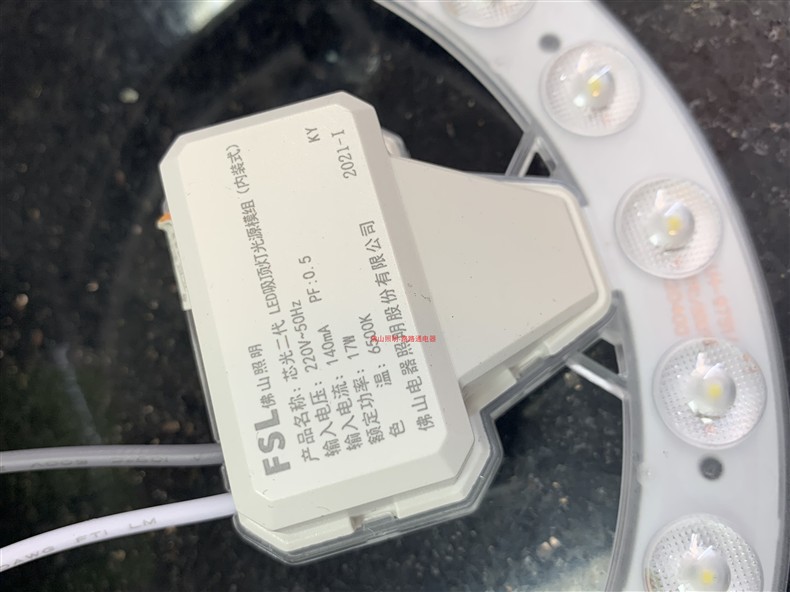 FSL佛山照明
产品名称: 芯光二代 LED吸顶灯光源模组 (内装式)
输入电压: 220V~50Hz
输入电流: 140mA PF:0.5
额定功率: 17W
色 温: 6500K
佛山电器照明股份有限公司
KY
2021-I
AWG FTI LM